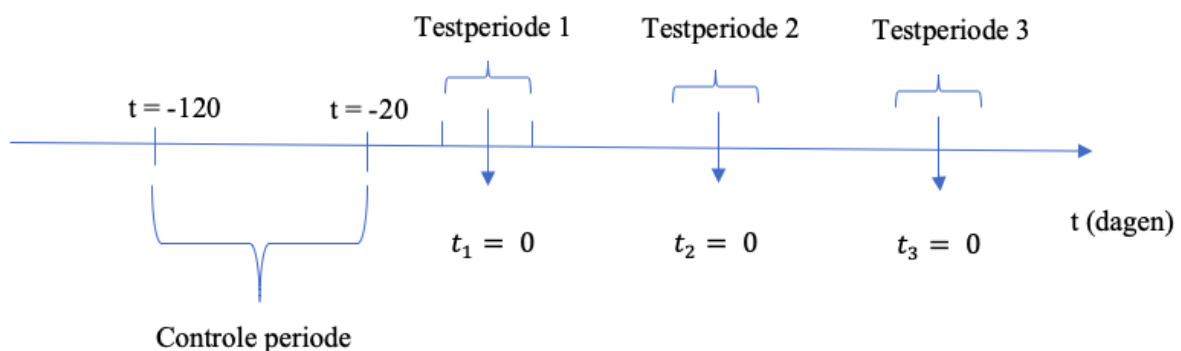 Testperiode 1
Testperiode 2
Testperiode 3
t = -120
t = -20
t (dagen)
t₁ = 0
t₂ = 0
t₃ = 0
Controle periode